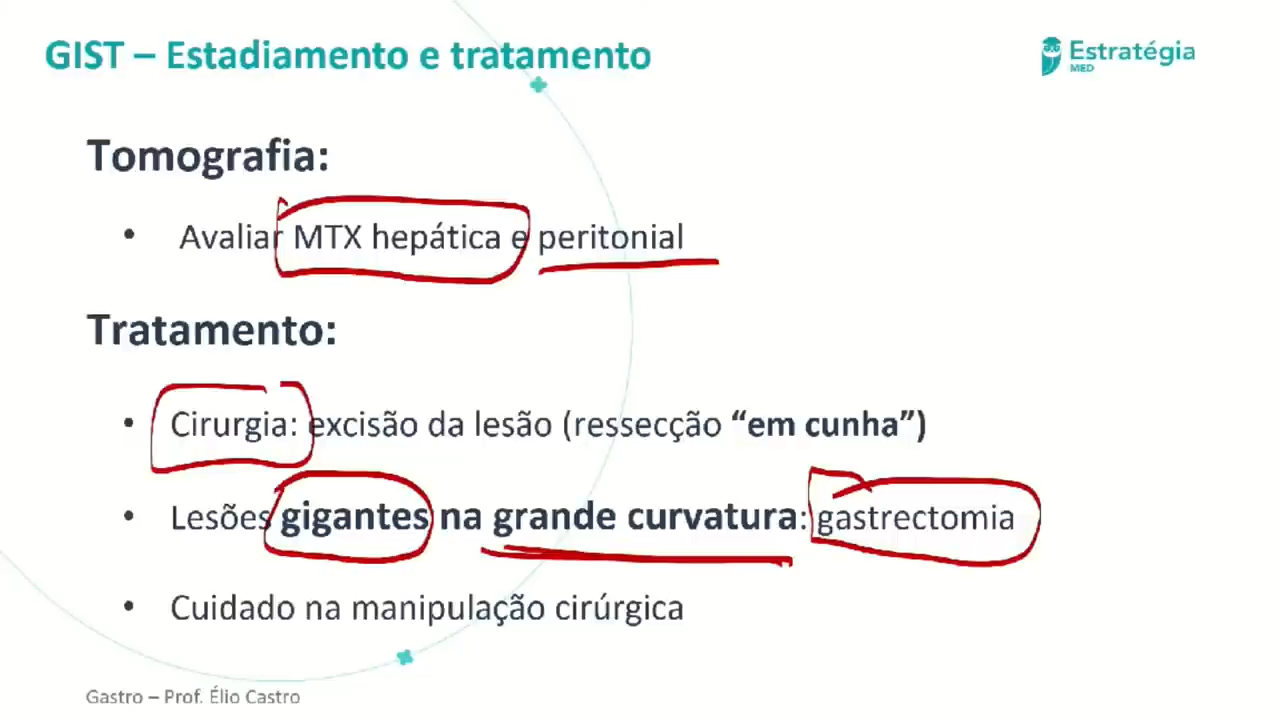 GIST – Estadiamento e tratamento
Estratégia
MED
Tomografia:
• Avaliar MTX hepática e peritonial
Tratamento:
• Cirurgia: excisão da lesão (ressecção “em cunha”)
• Lesões gigantes na grande curvatura: gastrectomia
• Cuidado na manipulação cirúrgica
Gastro – Prof. Élio Castro